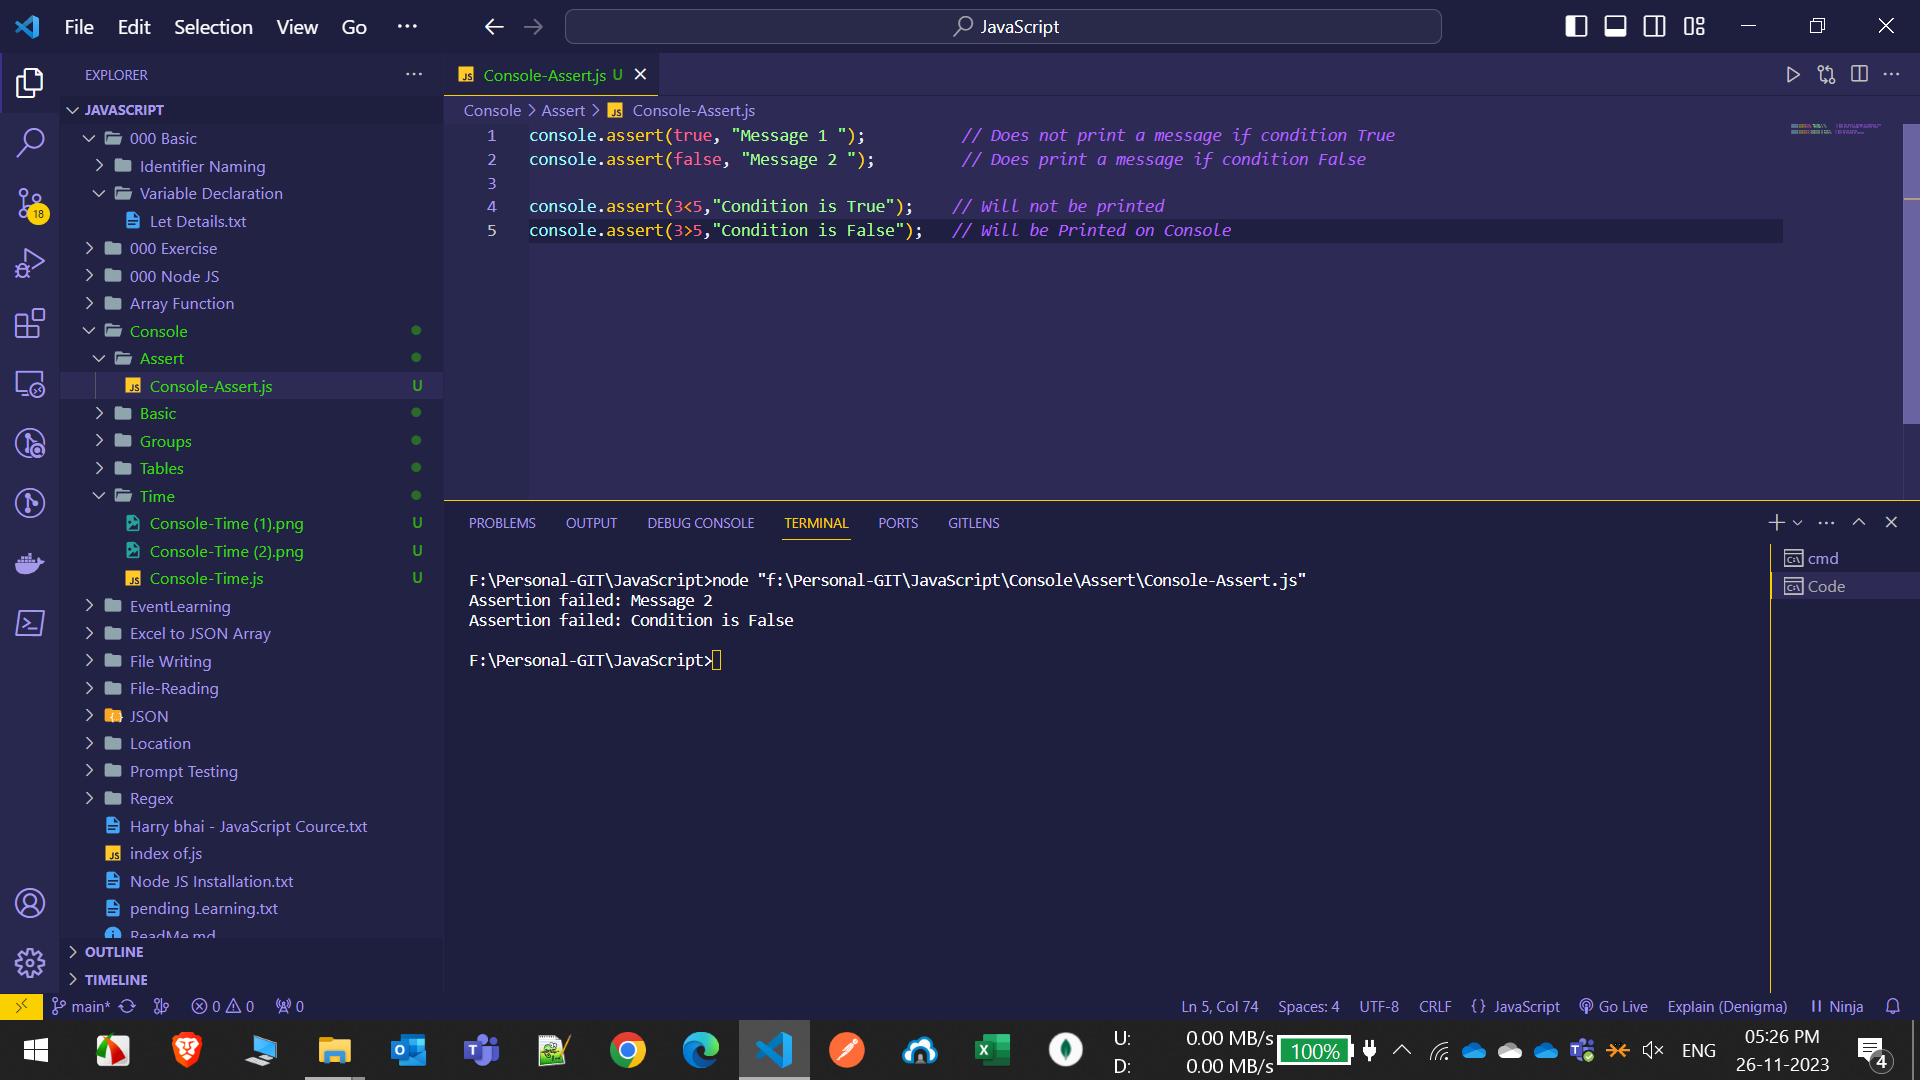 File Edit Selection View Go ···
JavaScript
EXPLORER
JAVASCRIPT
000 Basic
Identifier Naming
Variable Declaration
Let Details.txt
000 Exercise
000 Node JS
Array Function
Console
Assert
Console-Assert.js U
Basic
Groups
Tables
Time
Console-Time (1).png U
Console-Time (2).png U
Console-Time.js U
EventLearning
Excel to JSON Array
File Writing
File-Reading
JSON
Location
Prompt Testing
Regex
Harry bhai - JavaScript Cource.txt
index of.js
Node JS Installation.txt
pending Learning.txt
ReadMe.md
OUTLINE
TIMELINE
18
JS Console-Assert.js U
Console > Assert > JS Console-Assert.js
1 console.assert(true, "Message 1 "); // Does not print a message if condition True
2 console.assert(false, "Message 2 "); // Does print a message if condition False
3
4 console.assert(3<5,"Condition is True"); // Will not be printed
5 console.assert(3>5,"Condition is False"); // Will be Printed on Console
PROBLEMS OUTPUT DEBUG CONSOLE TERMINAL PORTS GITLENS
F:\Personal-GIT\JavaScript>node "f:\Personal-GIT\JavaScript\Console\Assert\Console-Assert.js"
Assertion failed: Message 2
Assertion failed: Condition is False
F:\Personal-GIT\JavaScript>
cmd
Code
main* 0 0 0
Ln 5, Col 74 Spaces: 4 UTF-8 CRLF {} JavaScript Go Live Explain (Denigma) Ninja
U: 0.00 MB/s
D: 0.00 MB/s
100%
ENG
05:26 PM
26-11-2023
4